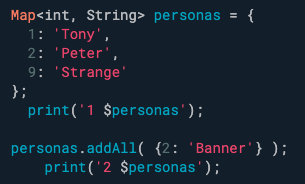 Map<int, String> personas = {
  1: 'Tony',
  2: 'Peter',
  9: 'Strange'
};
  print('1 $personas');

personas.addAll( {2: 'Banner'} );
    print('2 $personas');